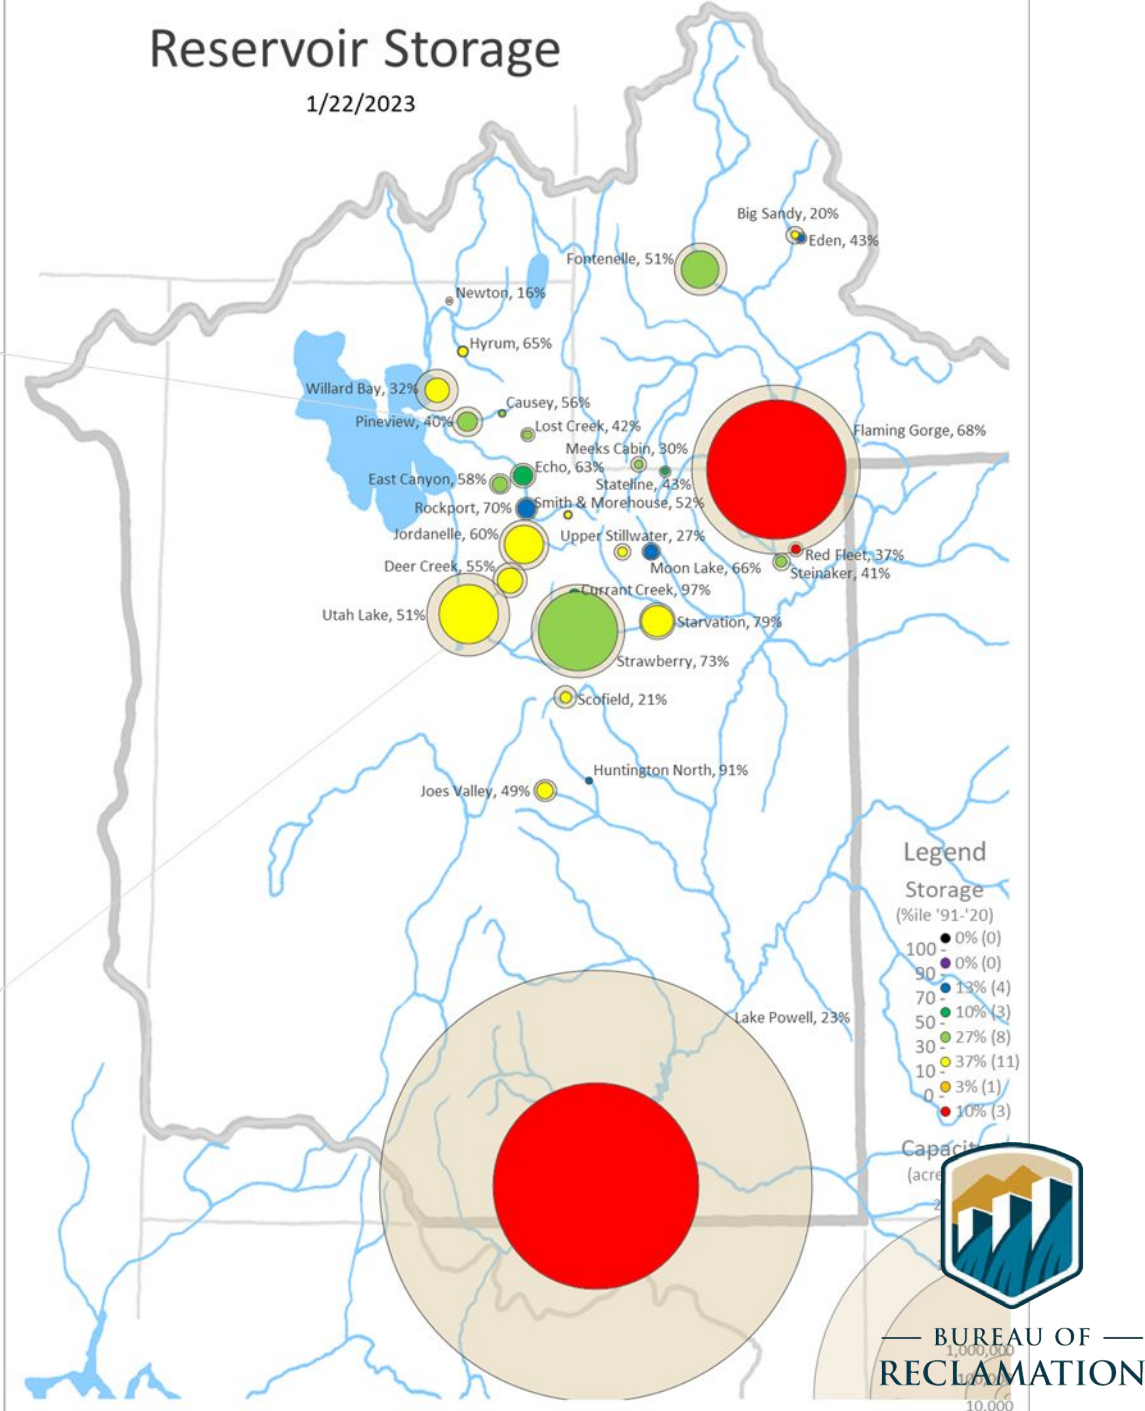 Reservoir Storage
1/22/2023
Big Sandy, 20%
Eden, 43%
Fontenelle, 51%
Newton, 16%
Hyrum, 65%
Willard Bay, 32%
Causey, 56%
Pineview, 40%
Lost Creek, 42%
Flaming Gorge, 68%
Meeks Cabin, 30%
Echo, 63%
East Canyon, 58%
Stateline, 43%
Smith & Morehouse, 52%
Rockport, 70%
Jordanelle, 60%
Upper Stillwater, 27%
Red Fleet, 37%
Deer Creek, 55%
Moon Lake, 66%
Steinaker, 41%
Currant Creek, 97%
Utah Lake, 51%
Starvation, 79%
Strawberry, 73%
Scofield, 21%
Huntington North, 91%
Joes Valley, 49%
Lake Powell, 23%
Legend
Storage
(%ile '91-'20)
0% (0)
100 -
0% (0)
90 -
13% (4)
70 -
10% (3)
50 -
27% (8)
30 -
37% (11)
10 -
3% (1)
0 -
10% (3)
BUREAU OF
1,000,000
RECLAMATION
10,000